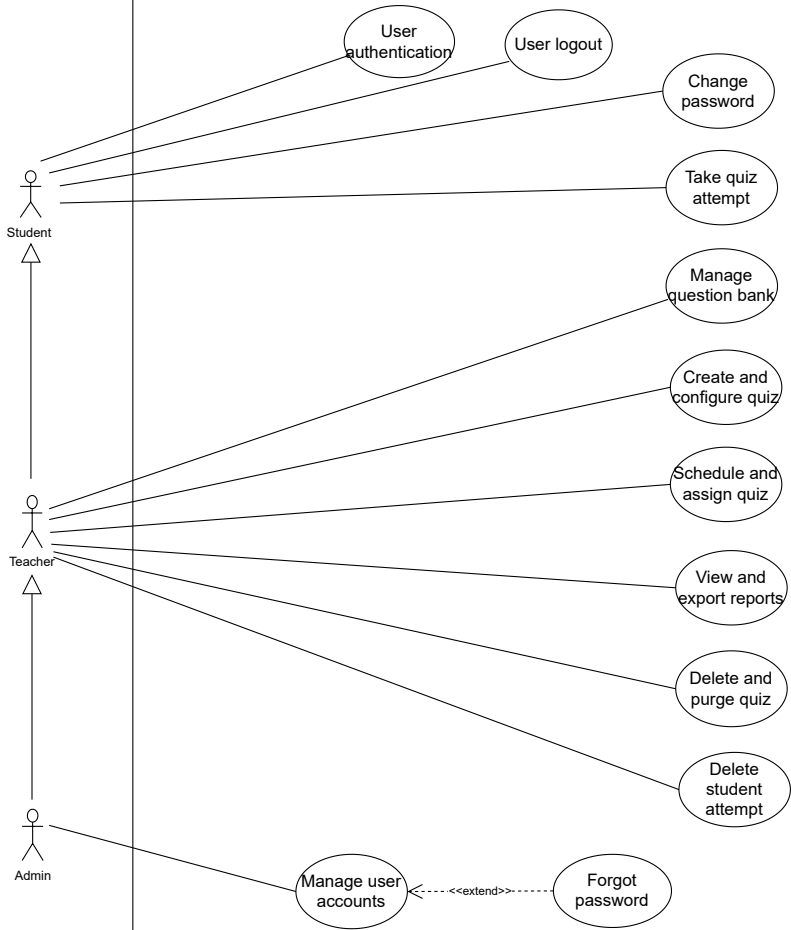 User
authentication
User logout
Change
password
Take quiz
attempt
Student
Manage
question bank
Create and
configure quiz
Schedule and
assign quiz
Teacher
View and
export reports
Delete and
purge quiz
Delete
student
attempt
Admin
Manage user
accounts
<<extend>>
Forgot
password